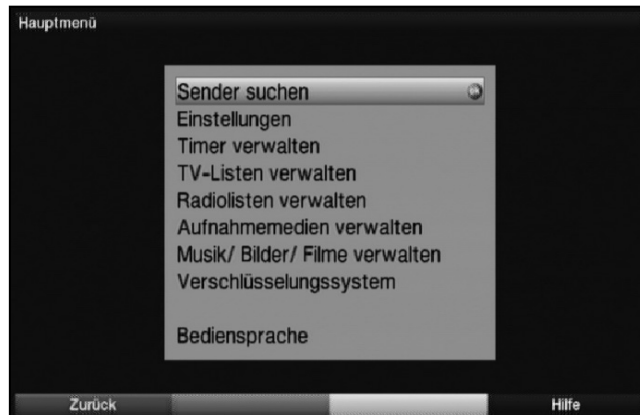 Hauptmenü
Sender suchen
Einstellungen
Timer verwalten
TV-Listen verwalten
Radiolisten verwalten
Aufnahmemedien verwalten
Musik/ Bilder/ Filme verwalten
Verschlüsselungssystem
Bediensprache
Zurück Hilfe